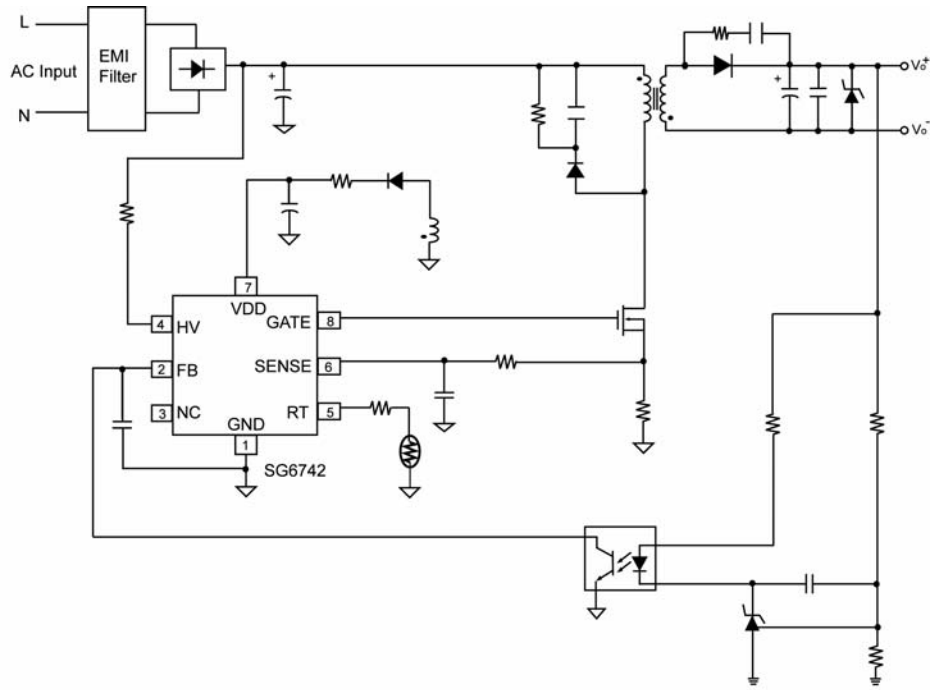 L
EMI
Filter
AC Input
N
Vo+
Vo-
+
+
7
VDD
4
HV
GATE
8
2
FB
SENSE
6
3
NC
RT
5
GND
1
SG6742